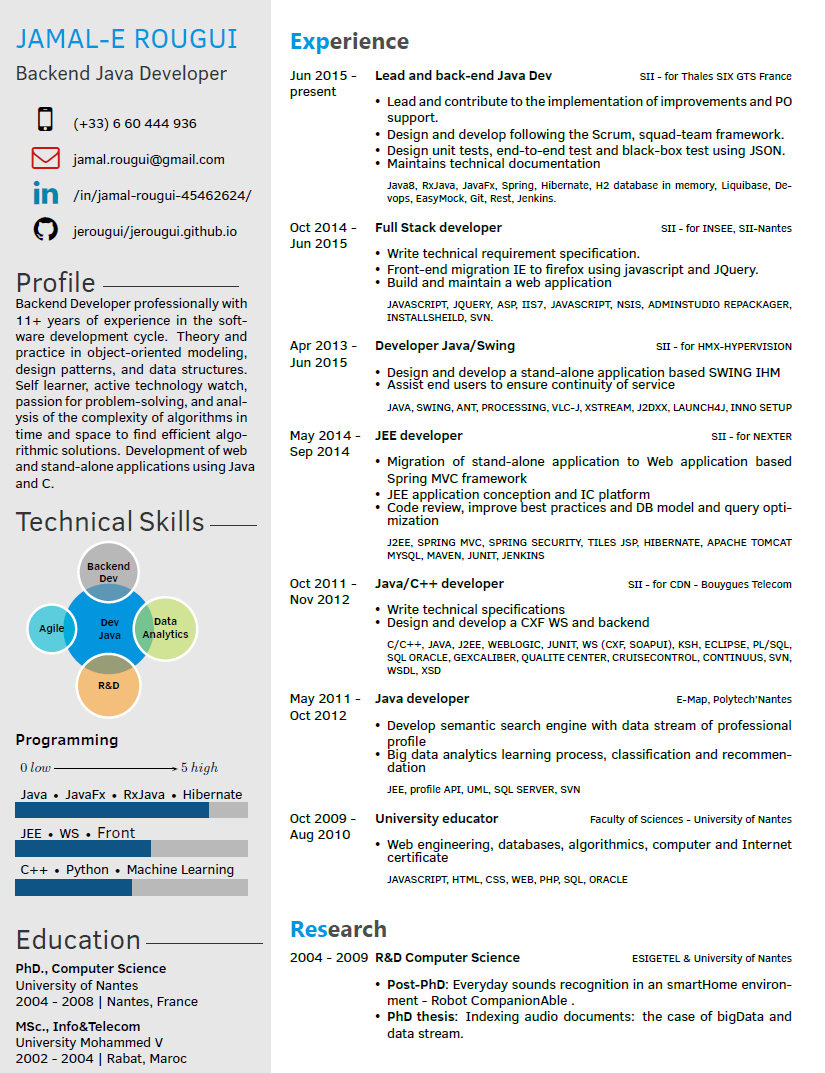 JAMAL-E ROUGUI
Backend Java Developer
(+33) 6 60 444 936
jamal.rougui@gmail.com
in /in/jamal-rougui-45462624/
jerougui/jerougui.github.io
Profile
Backend Developer professionally with
11+ years of experience in the soft-
ware development cycle. Theory and
practice in object-oriented modeling,
design patterns, and data structures.
Self learner, active technology watch,
passion for problem-solving, and anal-
ysis of the complexity of algorithms in
time and space to find efficient algo-
rithmic solutions. Development of web
and stand-alone applications using Java
and C.
Technical Skills
Backend
Dev
Agile
Dev
Java
Data
Analytics
R&D
Programming
0 low 5 high
Java • JavaFx • RxJava • Hibernate
JEE • WS • Front
C++ • Python • Machine Learning
Education
PhD., Computer Science
University of Nantes
2004 - 2008 | Nantes, France
MSc., Info&Telecom
University Mohammed V
2002 - 2004 | Rabat, Maroc
Experience
Jun 2015 - Lead and back-end Java Dev SII - for Thales SIX GTS France
present
• Lead and contribute to the implementation of improvements and PO
support.
• Design and develop following the Scrum, squad-team framework.
• Design unit tests, end-to-end test and black-box test using JSON.
• Maintains technical documentation
Java8, RxJava, JavaFx, Spring, Hibernate, H2 database in memory, Liquibase, De-
vops, EasyMock, Git, Rest, Jenkins.
Oct 2014 - Full Stack developer SII - for INSEE, SII-Nantes
Jun 2015
• Write technical requirement specification.
• Front-end migration IE to firefox using javascript and JQuery.
• Build and maintain a web application
JAVASCRIPT, JQUERY, ASP, IIS7, JAVASCRIPT, NSIS, ADMINSTUDIO REPACKAGER,
INSTALLSHEILD, SVN.
Apr 2013 - Developer Java/Swing SII - for HMX-HYPERVISION
Jun 2015
• Design and develop a stand-alone application based SWING IHM
• Assist end users to ensure continuity of service
JAVA, SWING, ANT, PROCESSING, VLC-J, XSTREAM, J2DXX, LAUNCH4J, INNO SETUP
May 2014 - JEE developer SII - for NEXTER
Sep 2014
• Migration of stand-alone application to Web application based
Spring MVC framework
• JEE application conception and IC platform
• Code review, improve best practices and DB model and query opti-
mization
J2EE, SPRING MVC, SPRING SECURITY, TILES JSP, HIBERNATE, APACHE TOMCAT
MYSQL, MAVEN, JUNIT, JENKINS
Oct 2011 - Java/C++ developer SII - for CDN - Bouygues Telecom
Nov 2012
• Write technical specifications
• Design and develop a CXF WS and backend
C/C++, JAVA, J2EE, WEBLOGIC, JUNIT, WS (CXF, SOAPUI), KSH, ECLIPSE, PL/SQL,
SQL ORACLE, GEXCALIBER, QUALITE CENTER, CRUISECONTROL, CONTINUUS, SVN,
WSDL, XSD
May 2011 - Java developer E-Map, Polytech'Nantes
Oct 2012
• Develop semantic search engine with data stream of professional
profile
• Big data analytics learning process, classification and recommen-
dation
JEE, profile API, UML, SQL SERVER, SVN
Oct 2009 - University educator Faculty of Sciences - University of Nantes
Aug 2010
• Web engineering, databases, algorithmics, computer and Internet
certificate
JAVASCRIPT, HTML, CSS, WEB, PHP, SQL, ORACLE
Research
2004 - 2009 R&D Computer Science ESIGETEL & University of Nantes
• Post-PhD: Everyday sounds recognition in an smartHome environ-
ment - Robot CompanionAble .
• PhD thesis: Indexing audio documents: the case of bigData and
data stream.